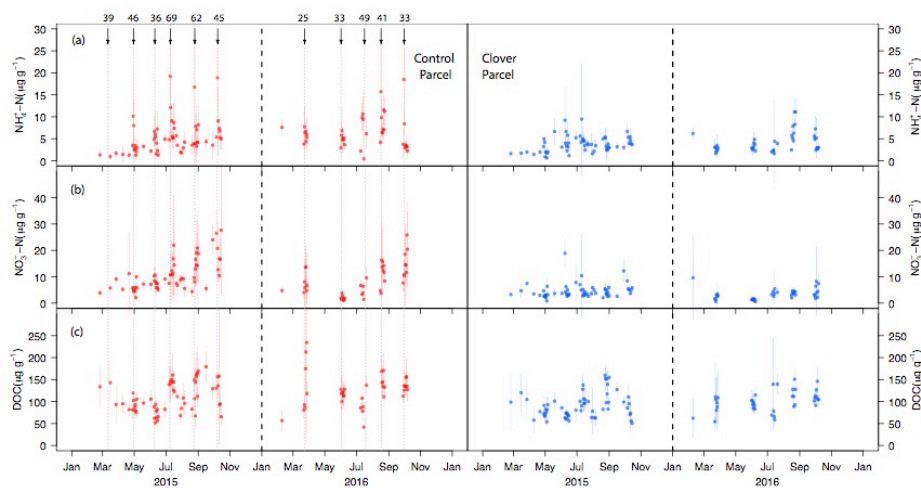 39 46 36 69 62 45 25 33 49 41 33
(a)
Control Parcel
Clover Parcel
NH₄⁺−N(µg g⁻¹)
30 25 20 15 10 5 0
NH₄⁺−N(µg g⁻¹)
30 25 20 15 10 5 0
(b)
NO₃⁻−N(µg g⁻¹)
40 30 20 10 0
NO₃⁻−N(µg g⁻¹)
40 30 20 10 0
(c)
DOC(µg g⁻¹)
250 200 150 100 50 0
DOC(µg g⁻¹)
250 200 150 100 50 0
Jan Mar May Jul Sep Nov Jan Mar May Jul Sep Nov Jan Jan Mar May Jul Sep Nov Jan Mar May Jul Sep Nov Jan
2015 2016 2015 2016